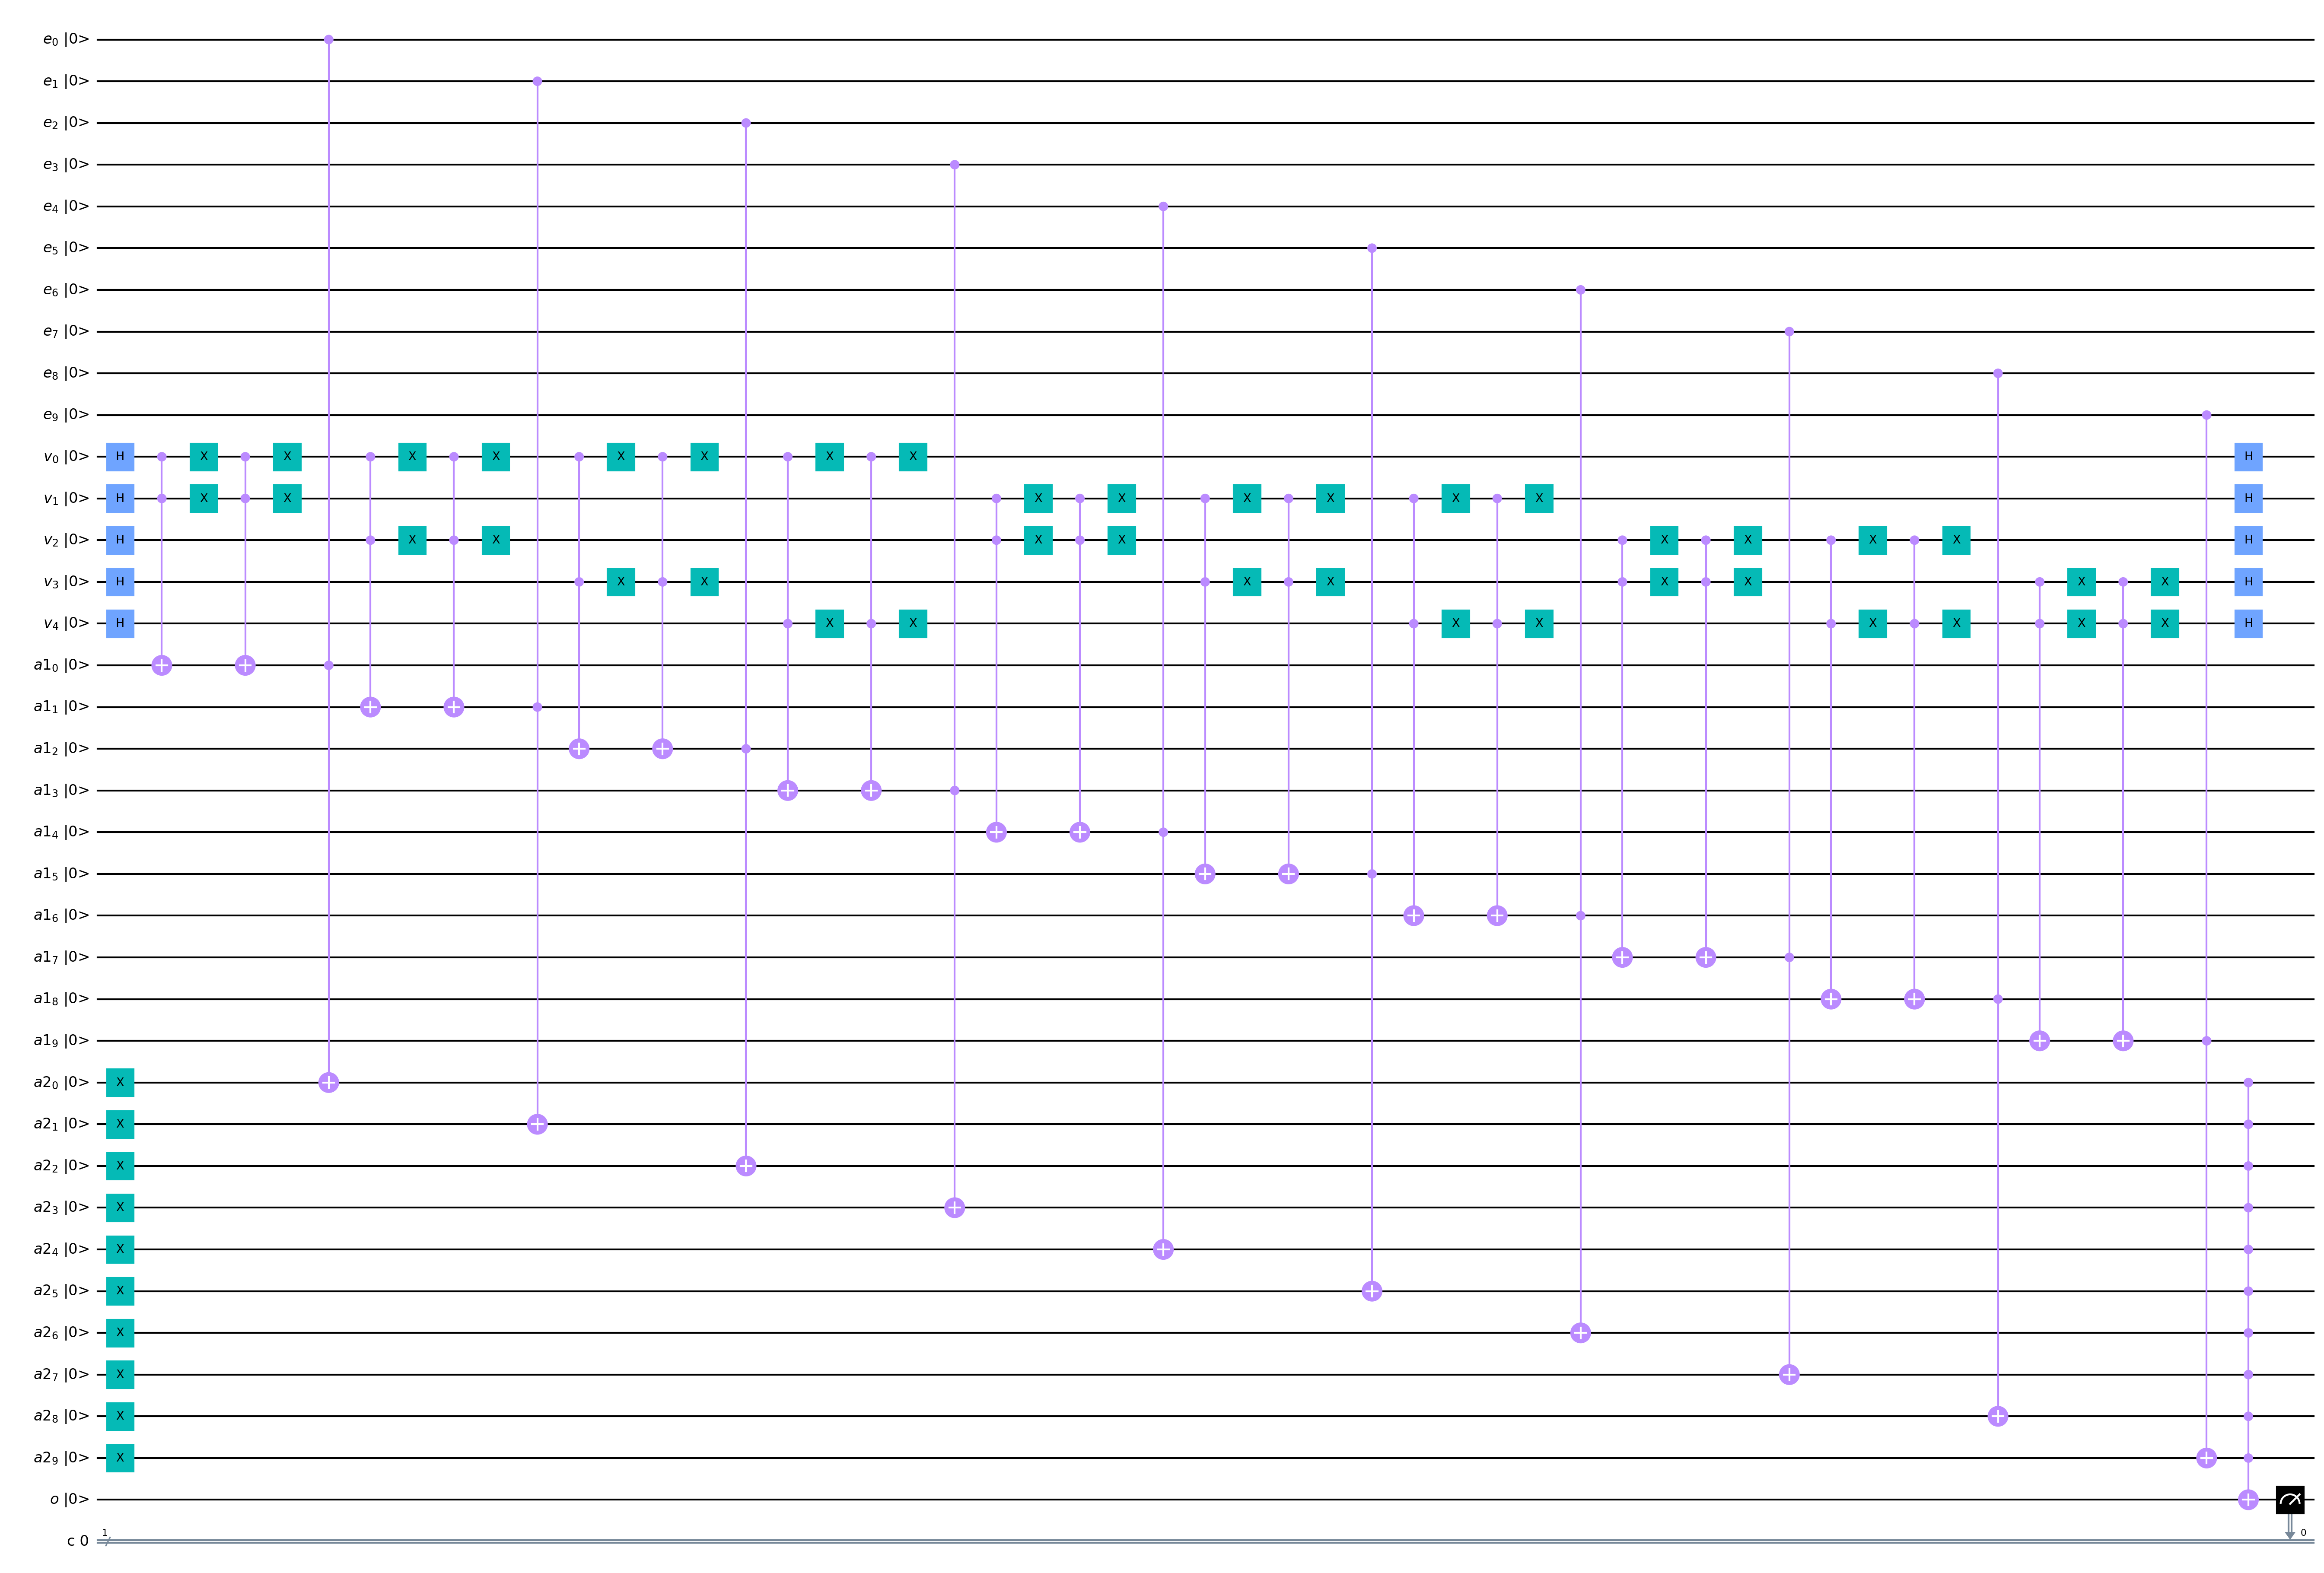 e0 |0>
e1 |0>
e2 |0>
e3 |0>
e4 |0>
e5 |0>
e6 |0>
e7 |0>
e8 |0>
e9 |0>
v0 |0> H X X X X X X X X H
v1 |0> H X X X X X X X X H
v2 |0> H X X X X X X X X H
v3 |0> H X X X X X X X X H
v4 |0> H X X X X X X X X H
a10 |0>
a11 |0>
a12 |0>
a13 |0>
a14 |0>
a15 |0>
a16 |0>
a17 |0>
a18 |0>
a19 |0>
a20 |0> X
a21 |0> X
a22 |0> X
a23 |0> X
a24 |0> X
a25 |0> X
a26 |0> X
a27 |0> X
a28 |0> X
a29 |0> X
o |0>
c 0 1 0